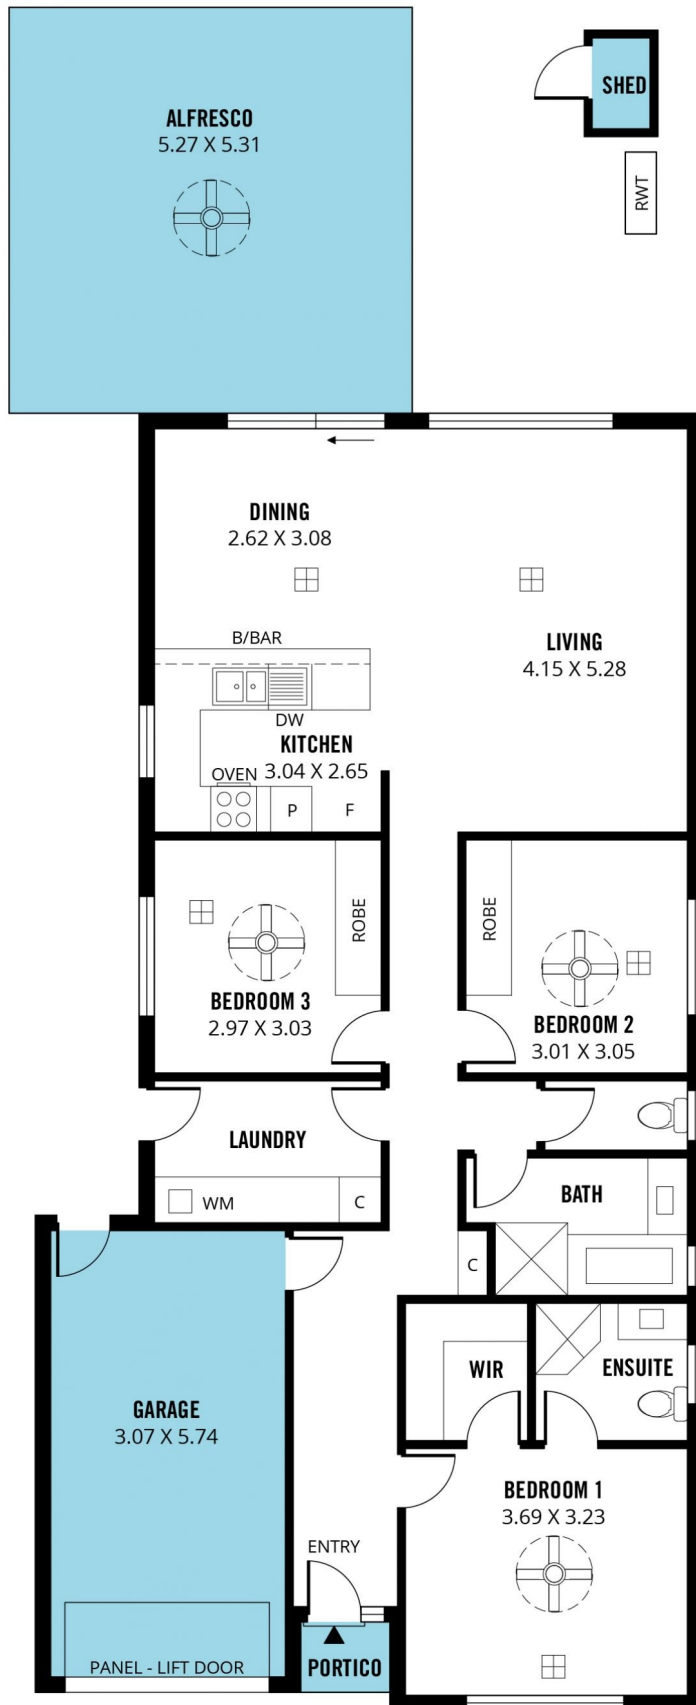 ALFRESCO
5.27 X 5.31
SHED
RWT
DINING
2.62 X 3.08
B/BAR
LIVING
4.15 X 5.28
DW
KITCHEN
OVEN 3.04 X 2.65
P
F
ROBE
ROBE
BEDROOM 3
2.97 X 3.03
BEDROOM 2
3.01 X 3.05
LAUNDRY
WM
C
BATH
C
WIR
ENSUITE
GARAGE
3.07 X 5.74
BEDROOM 1
3.69 X 3.23
ENTRY
PANEL - LIFT DOOR
PORTICO